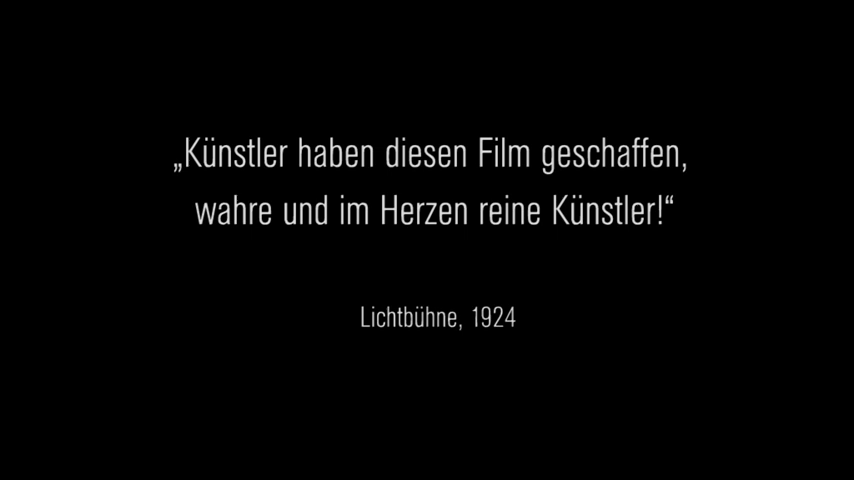 „Künstler haben diesen Film geschaffen,
wahre und im Herzen reine Künstler!“
Lichtbühne, 1924